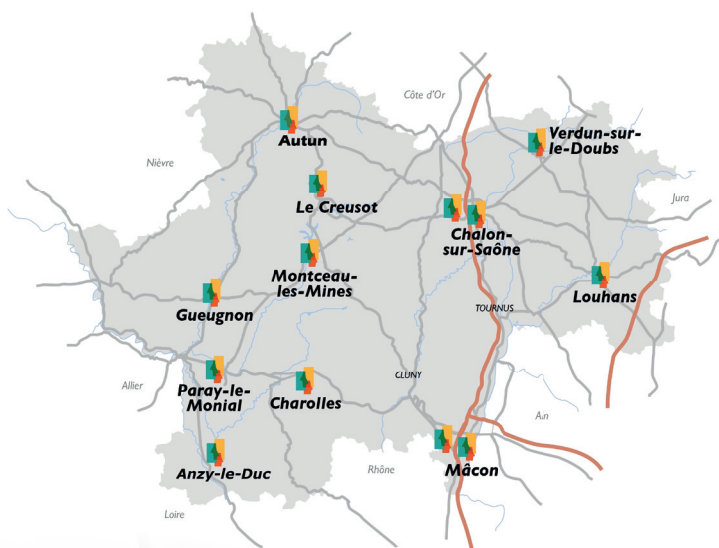 Côte d'Or
Verdun-sur-
le-Doubs
Autun
Nièvre
Le Creusot
Jura
Chalon-
sur-Saône
Montceau-
les-Mines
Louhans
Gueugnon
TOURNUS
CLUNY
Allier
Paray-le-
Monial
Charolles
Ain
Rhône
Mâcon
Anzy-le-Duc
Loire